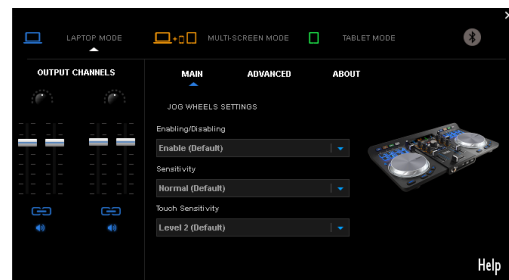 LAPTOP MODE
MULTI-SCREEN MODE
TABLET MODE
OUTPUT CHANNELS
MAIN
ADVANCED
ABOUT
JOG WHEELS SETTINGS
Enabling/Disabling
Enable (Default)
Sensitivity
Normal (Default)
Touch Sensitivity
Level 2 (Default)
Help